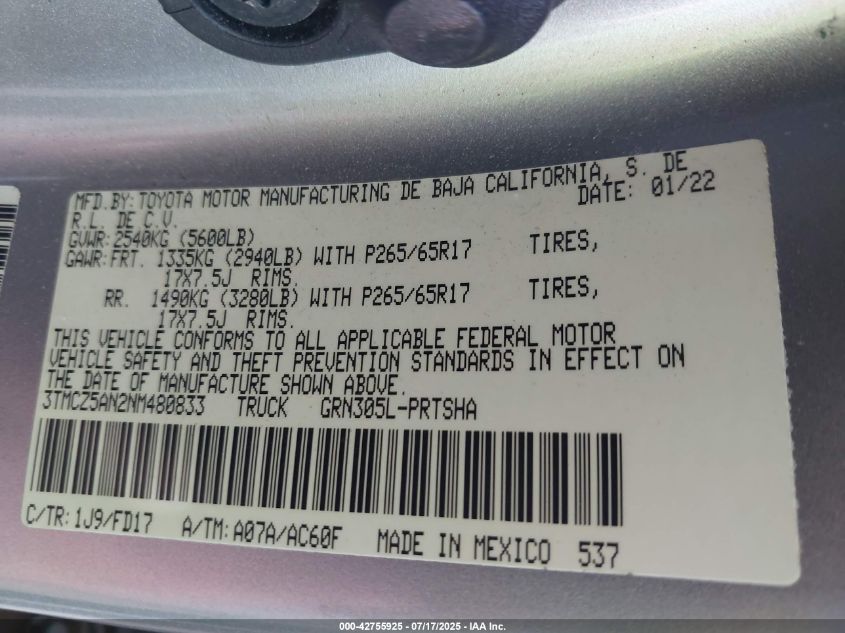 MFD.BY:TOYOTA MOTOR MANUFACTURING DE BAJA CALIFORNIA, S. DE
R.L. DE C.V. DATE: 01/22
GVWR:2540KG (5600LB)
GAWR:FRT. 1335KG (2940LB) WITH P265/65R17 TIRES,
17X7.5J RIMS.
RR. 1490KG (3280LB) WITH P265/65R17 TIRES,
17X7.5J RIMS.
THIS VEHICLE CONFORMS TO ALL APPLICABLE FEDERAL MOTOR
VEHICLE SAFETY AND THEFT PREVENTION STANDARDS IN EFFECT ON
THE DATE OF MANUFACTURE SHOWN ABOVE.
3TMCZ5AN2NM480833 TRUCK GRN305L-PRTSHA
C/TR:1J9/FD17 A/TM:A07A/AC60F MADE IN MEXICO 537
000-42755925 - 07/17/2025 - IAA Inc.